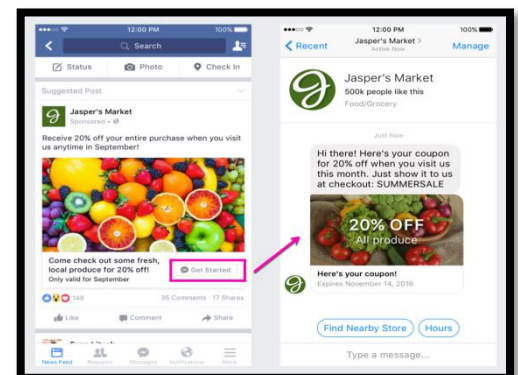 12:00 PM
100%
Search
Status
Photo
Check In
Suggested Post
Jasper's Market
Sponsored
Receive 20% off your entire purchase when you visit
us anytime in September!
Come check out some fresh,
local produce for 20% off!
Only valid for September
Get Started
148
35 Comments 17 Shares
Like
Comment
Share
News Feed
Requests
Messages
Notifications
More
12:00 PM
100%
Recent
Jasper's Market >
Active Now
Manage
Jasper's Market
500k people like this
Food/Grocery
Just Now
Hi there! Here's your coupon
for 20% off when you visit us
this month. Just show it to us
at checkout: SUMMERSALE
20% OFF
All produce
Here's your coupon!
Expires November 14, 2016
Find Nearby Store
Hours
Type a message...